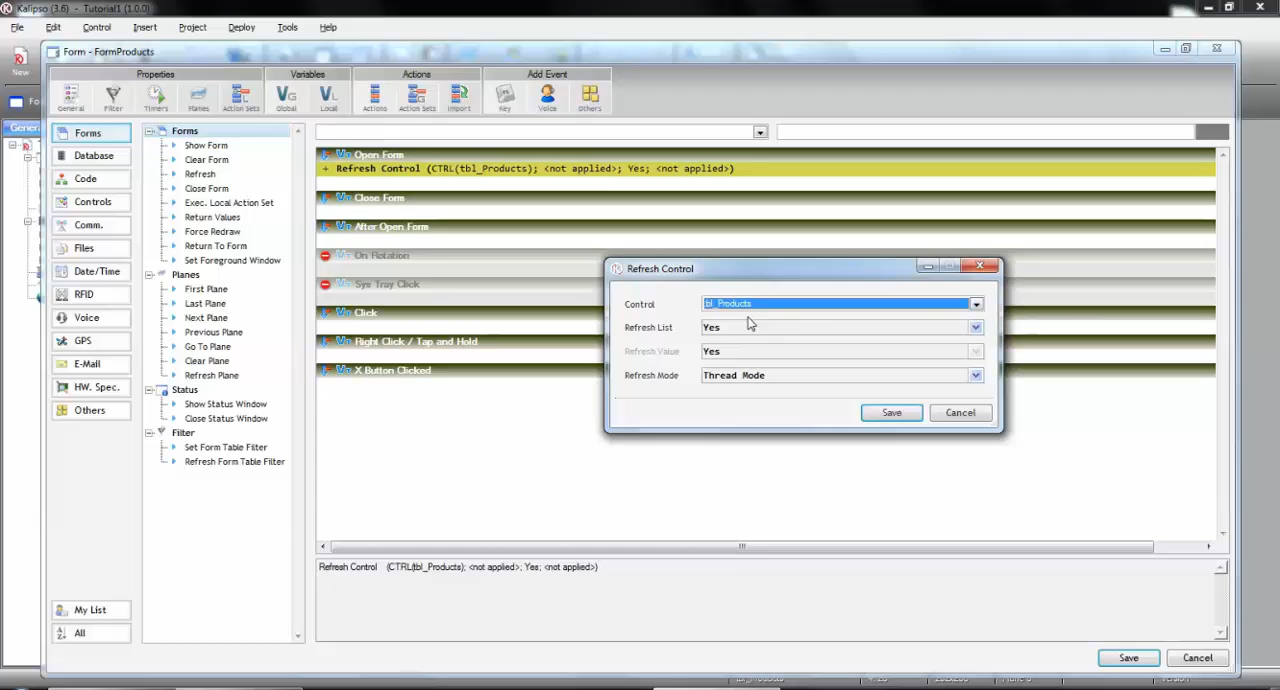 Kalipso (3.6) - Tutorial1 (1.0.0)
File Edit Control Insert Project Deploy Tools Help
New
Form - FormProducts
Properties Variables Actions Add Event
General Filter Timers Planes Action Sets Global Local Actions Action Sets Import Key Voice Others
Fo
General
Forms
Database
Code
Controls
Comm.
Files
Date/Time
RFID
Voice
GPS
E-Mail
HW. Spec.
Others
My List
All
Forms
Show Form
Clear Form
Refresh
Close Form
Exec. Local Action Set
Return Values
Return To Form
Force Redraw
Set Foreground Window
Planes
First Plane
Last Plane
Next Plane
Previous Plane
Go To Plane
Clear Plane
Refresh Plane
Status
Show Status Window
Close Status Window
Filter
Set Form Table Filter
Refresh Form Table Filter
Open Form
+ Refresh Control (CTRL(tbl_Products); <not applied>; Yes; <not applied>)
Close Form
After Open Form
On Rotation
Sys Tray Click
Click
Right Click / Tap and Hold
X Button Clicked
Refresh Control
Control tbl_Products
Refresh List Yes
Refresh Value Yes
Refresh Mode Thread Mode
Save Cancel
Refresh Control (CTRL(tbl_Products); <not applied>; Yes; <not applied>)
Save Cancel